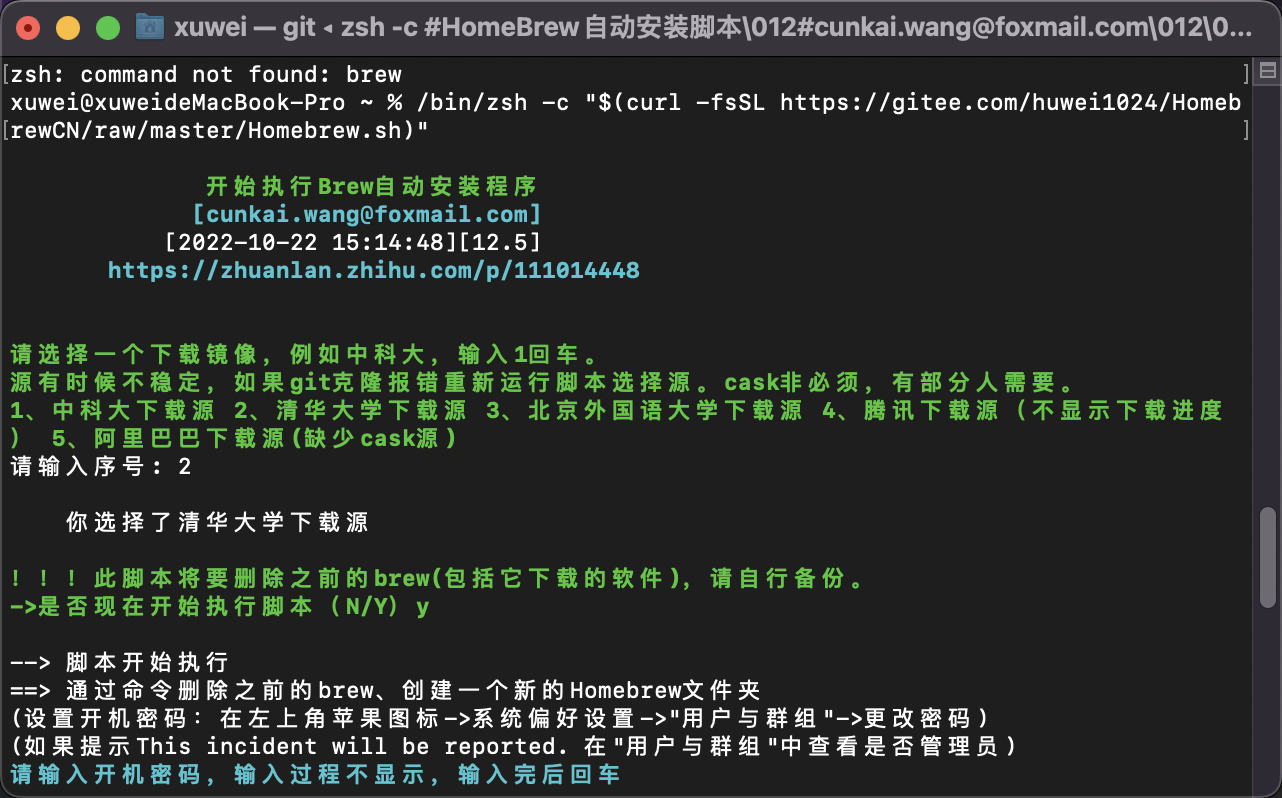 xuwei — git ◂ zsh -c #HomeBrew 自动安装脚本\012#cunkai.wang@foxmail.com\012\0...
[zsh: command not found: brew ]
xuwei@xuweideMacBook-Pro ~ % /bin/zsh -c "$(curl -fsSL https://gitee.com/huwei1024/Homeb
[rewCN/raw/master/Homebrew.sh)" ]
开始执行Brew自动安装程序
[cunkai.wang@foxmail.com]
[2022-10-22 15:14:48][12.5]
https://zhuanlan.zhihu.com/p/111014448
请选择一个下载镜像，例如中科大，输入1回车。
源有时候不稳定，如果git克隆报错重新运行脚本选择源。cask非必须，有部分人需要。
1、中科大下载源 2、清华大学下载源 3、北京外国语大学下载源 4、腾讯下载源（不显示下载进度
） 5、阿里巴巴下载源(缺少cask源)
请输入序号: 2
你选择了清华大学下载源
！！！此脚本将要删除之前的brew(包括它下载的软件)，请自行备份。
->是否现在开始执行脚本（N/Y） y
--> 脚本开始执行
==> 通过命令删除之前的brew、创建一个新的Homebrew文件夹
(设置开机密码：在左上角苹果图标->系统偏好设置->"用户与群组"->更改密码)
(如果提示This incident will be reported. 在"用户与群组"中查看是否管理员)
请输入开机密码，输入过程不显示，输入完后回车